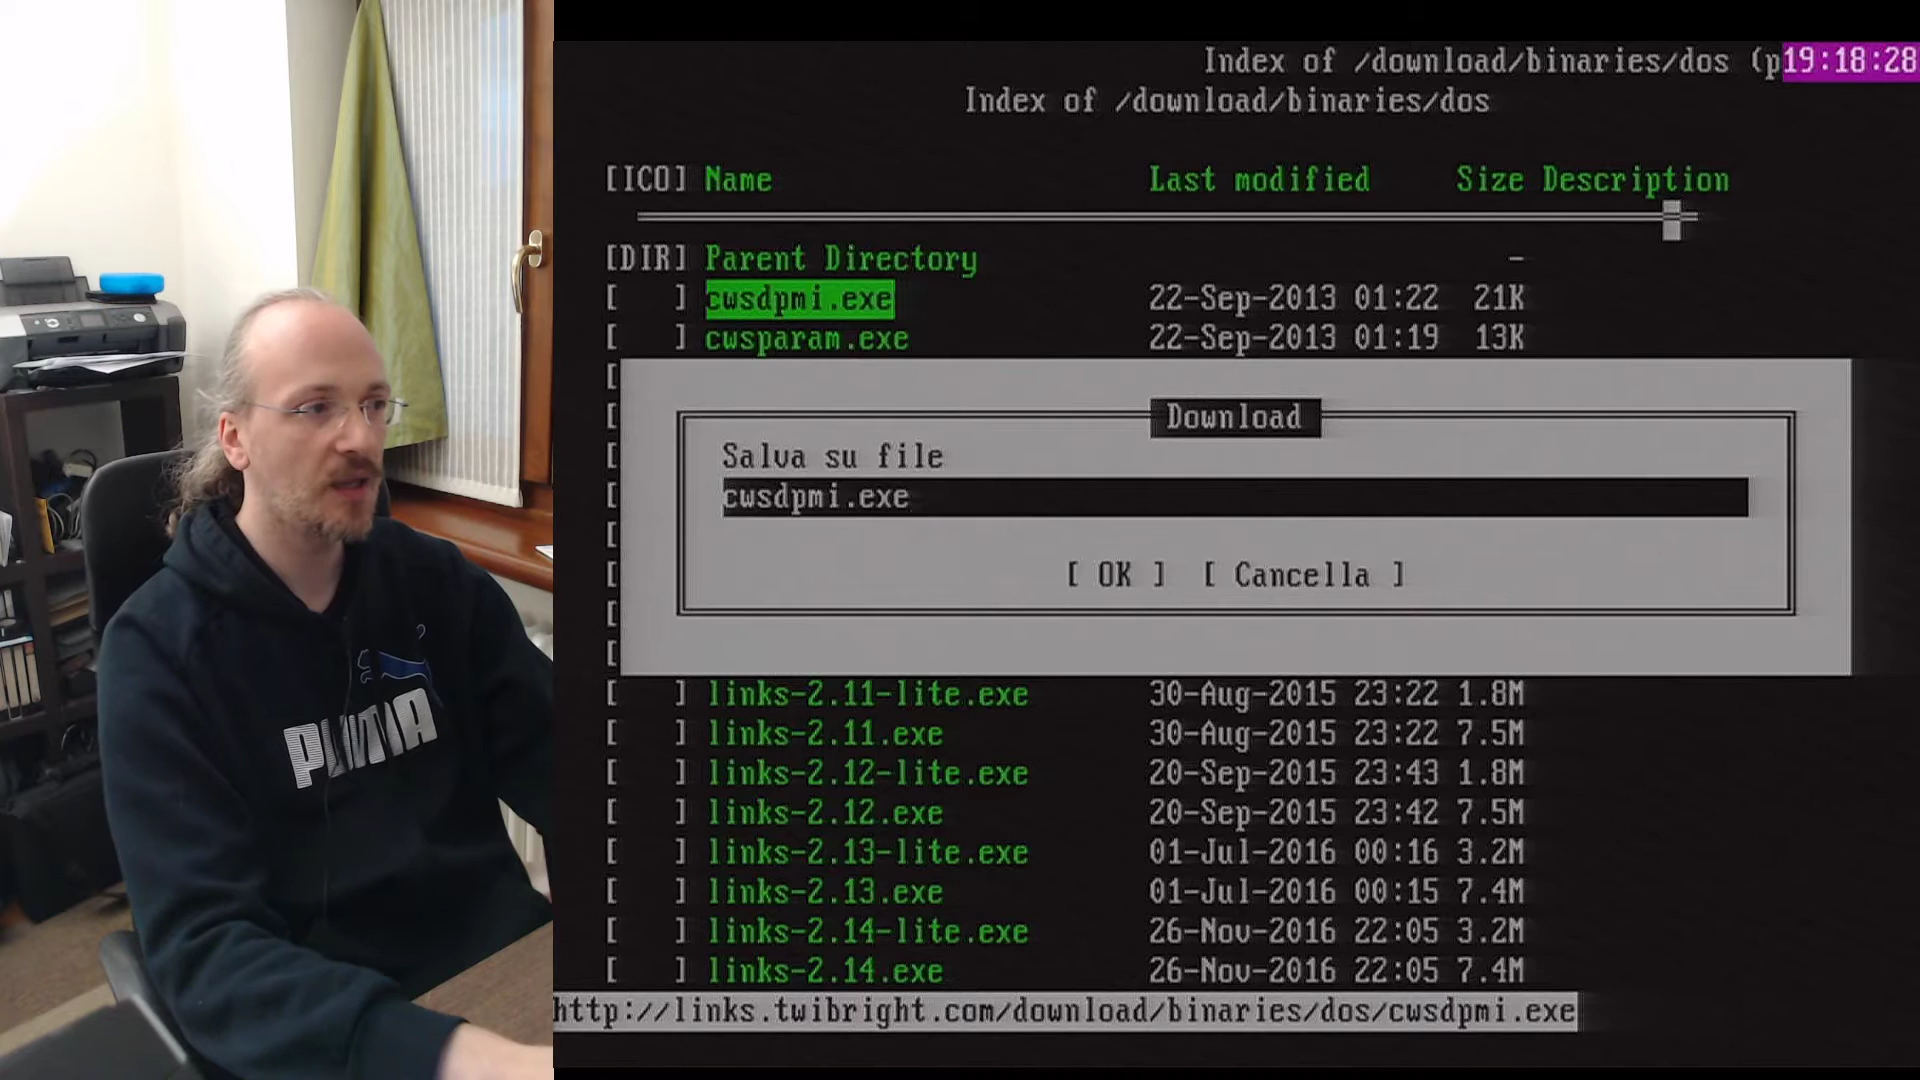 Index of /download/binaries/dos (p19:18:28
Index of /download/binaries/dos
[ICO] Name Last modified Size Description
[DIR] Parent Directory -
[ ] cwsdpmi.exe 22-Sep-2013 01:22 21K
[ ] cwsparam.exe 22-Sep-2013 01:19 13K
Download
Salva su file
cwsdpmi.exe
[ OK ] [ Cancella ]
[ ] links-2.11-lite.exe 30-Aug-2015 23:22 1.8M
[ ] links-2.11.exe 30-Aug-2015 23:22 7.5M
[ ] links-2.12-lite.exe 20-Sep-2015 23:43 1.8M
[ ] links-2.12.exe 20-Sep-2015 23:42 7.5M
[ ] links-2.13-lite.exe 01-Jul-2016 00:16 3.2M
[ ] links-2.13.exe 01-Jul-2016 00:15 7.4M
[ ] links-2.14-lite.exe 26-Nov-2016 22:05 3.2M
[ ] links-2.14.exe 26-Nov-2016 22:05 7.4M
http://links.twibright.com/download/binaries/dos/cwsdpmi.exe
PUMA